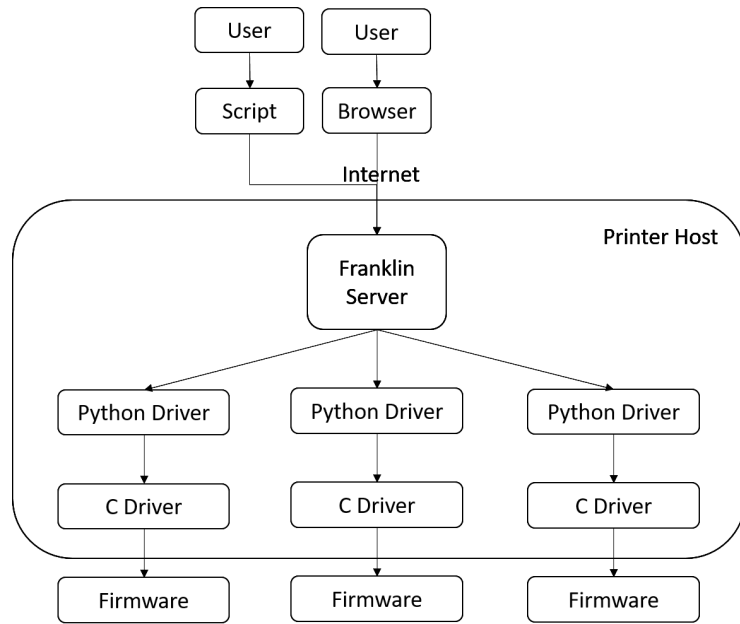 User
User
Script
Browser
Internet
Printer Host
Franklin
Server
Python Driver
Python Driver
Python Driver
C Driver
C Driver
C Driver
Firmware
Firmware
Firmware